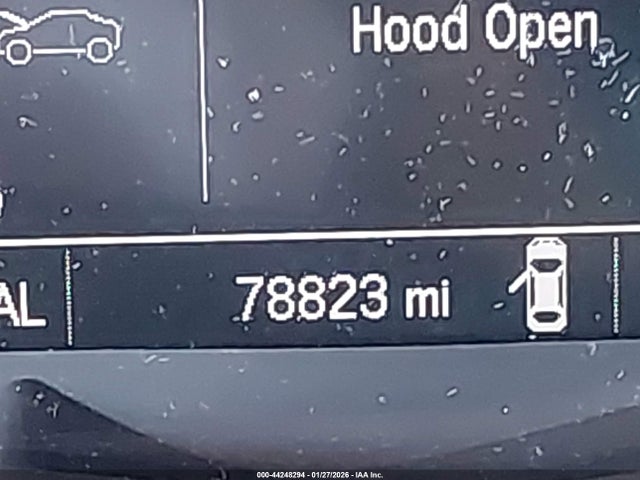 Hood Open
AL 78823 mi
000-44248294 - 01/27/2026 - IAA Inc.